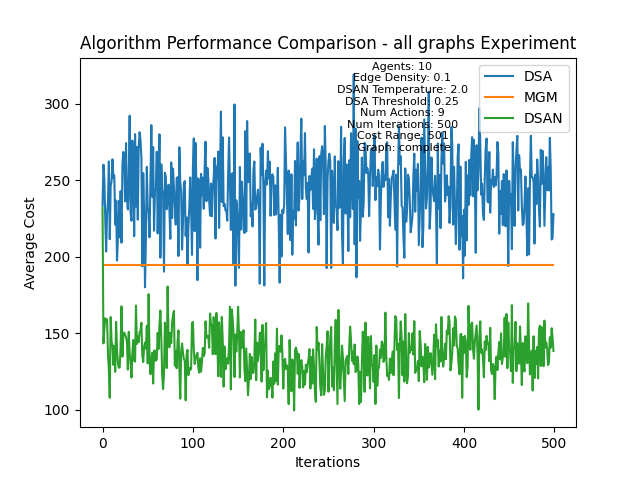 Algorithm Performance Comparison - all graphs Experiment
Agents: 10
Edge Density: 0.1
DSAN Temperature: 2.0
DSA Threshold: 0.25
Num Actions: 9
Num Iterations: 500
Cost Range: 501
Graph: complete
DSA
MGM
DSAN
Average Cost
300
250
200
150
100
0
100
200
300
400
500
Iterations